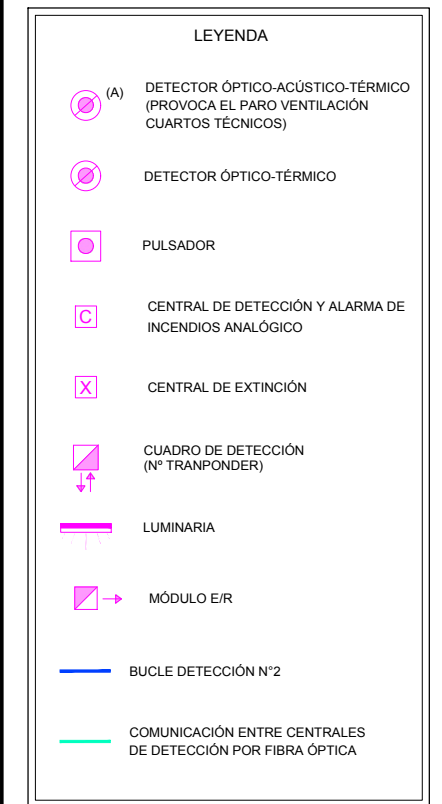 LEYENDA
(A)
DETECTOR ÓPTICO-ACÚSTICO-TÉRMICO
(PROVOCA EL PARO VENTILACIÓN
CUARTOS TÉCNICOS)
DETECTOR ÓPTICO-TÉRMICO
PULSADOR
C
CENTRAL DE DETECCIÓN Y ALARMA DE
INCENDIOS ANALÓGICO
X
CENTRAL DE EXTINCIÓN
CUADRO DE DETECCIÓN
(Nº TRANPONDER)
LUMINARIA
MÓDULO E/R
BUCLE DETECCIÓN N°2
COMUNICACIÓN ENTRE CENTRALES
DE DETECCIÓN POR FIBRA ÓPTICA